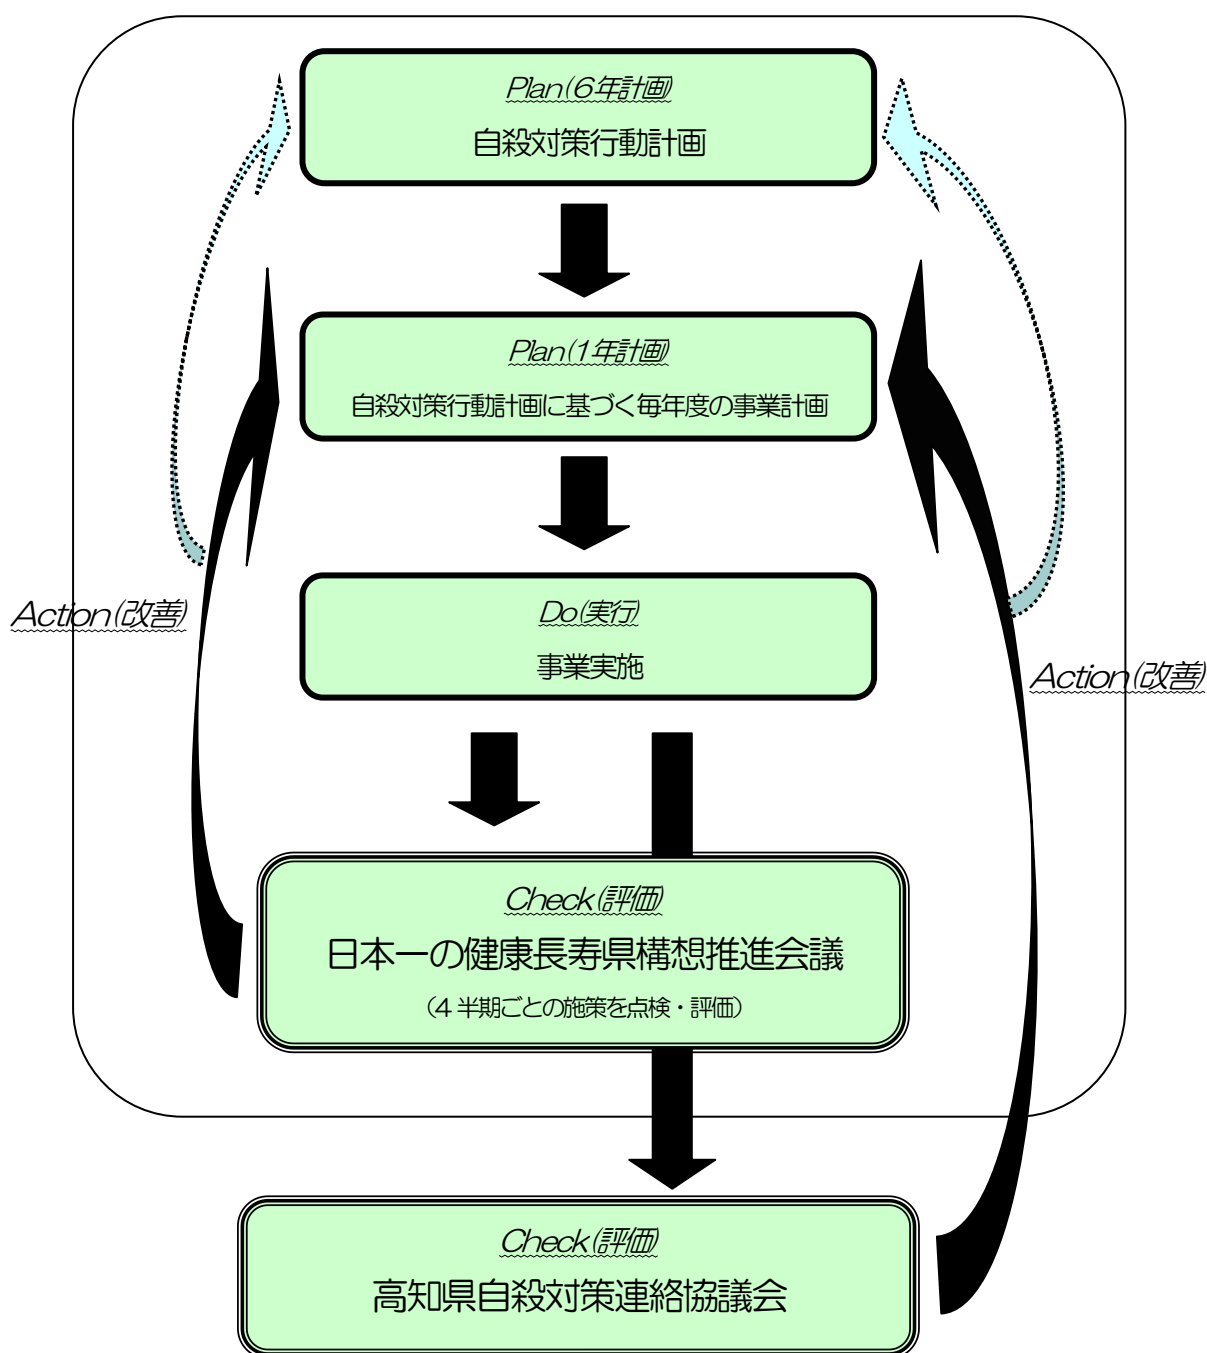 Plan(6年計画)
自殺対策行動計画
Plan(1年計画)
自殺対策行動計画に基づく毎年度の事業計画
Do(実行)
事業実施
Action(改善)
Action(改善)
Check(評価)
日本一の健康長寿県構想推進会議
(4半期ごとの施策を点検・評価)
Check(評価)
高知県自殺対策連絡協議会